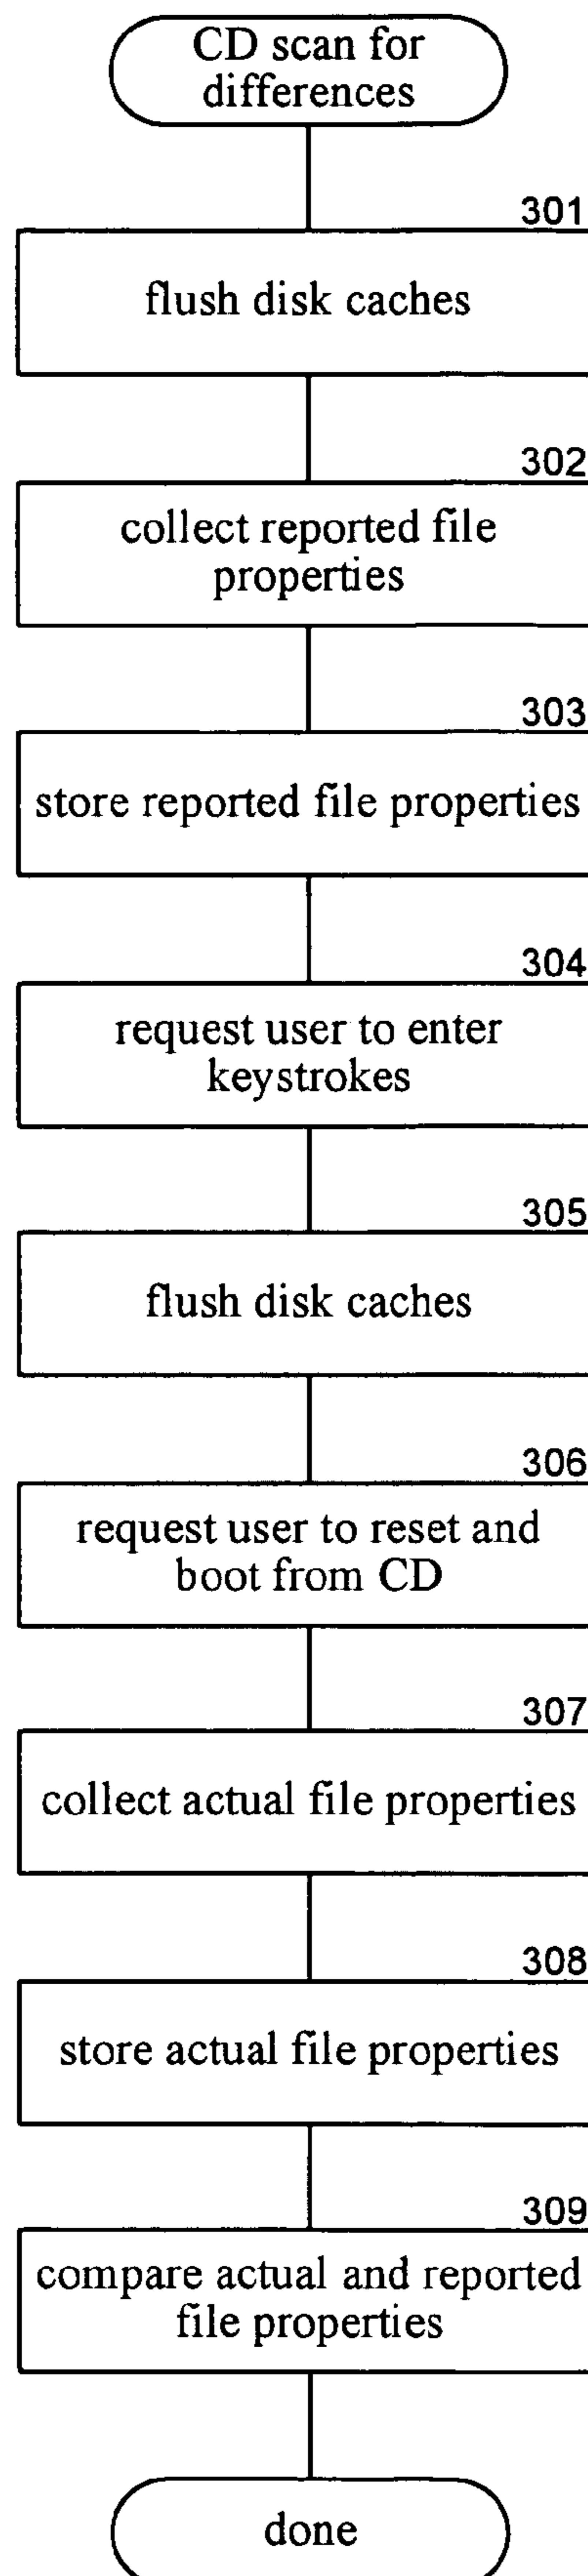 CD scan for
differences
301
flush disk caches
302
collect reported file
properties
303
store reported file properties
304
request user to enter
keystrokes
305
flush disk caches
306
request user to reset and
boot from CD
307
collect actual file properties
308
store actual file properties
309
compare actual and reported
file properties
done